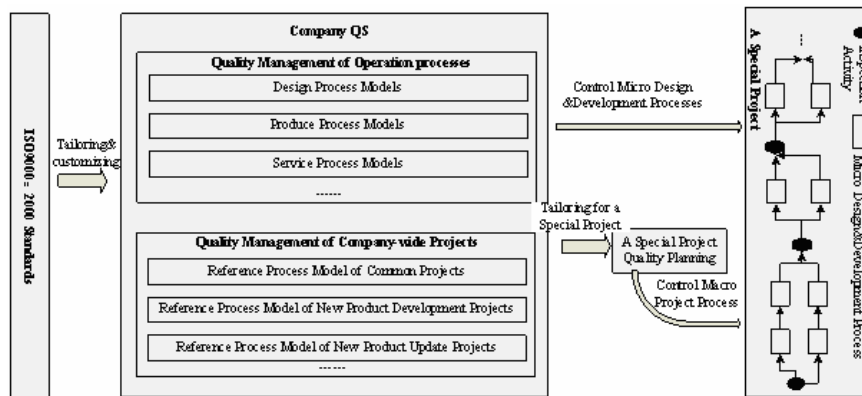 ISO9000 = 2000 Standards
Tailoring&
customizing
Company QS
Quality Management of Operation processes
Design Process Models
Produce Process Models
Service Process Models
......
Quality Management of Company-wide Projects
Reference Process Model of Common Projects
Reference Process Model of New Product Development Projects
Reference Process Model of New Product Update Projects
......
Control Micro Design
&Development Processes
Tailoring for a
Special Project
A Special Project
Quality Planning
Control Macro
Project Process
A Special Project
...
Activity
Micro Design&Development Process